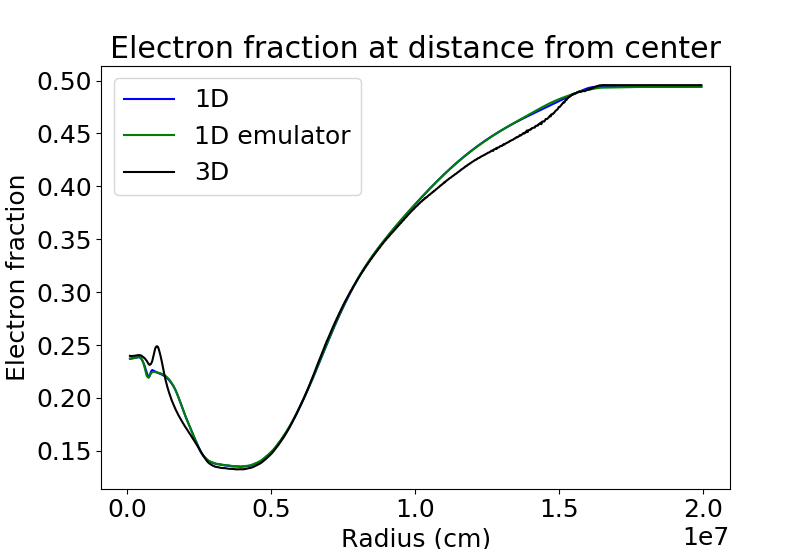 Electron fraction at distance from center
1D
1D emulator
3D
Electron fraction
0.50
0.45
0.40
0.35
0.30
0.25
0.20
0.15
0.0 0.5 1.0 1.5 2.0
1e7
Radius (cm)